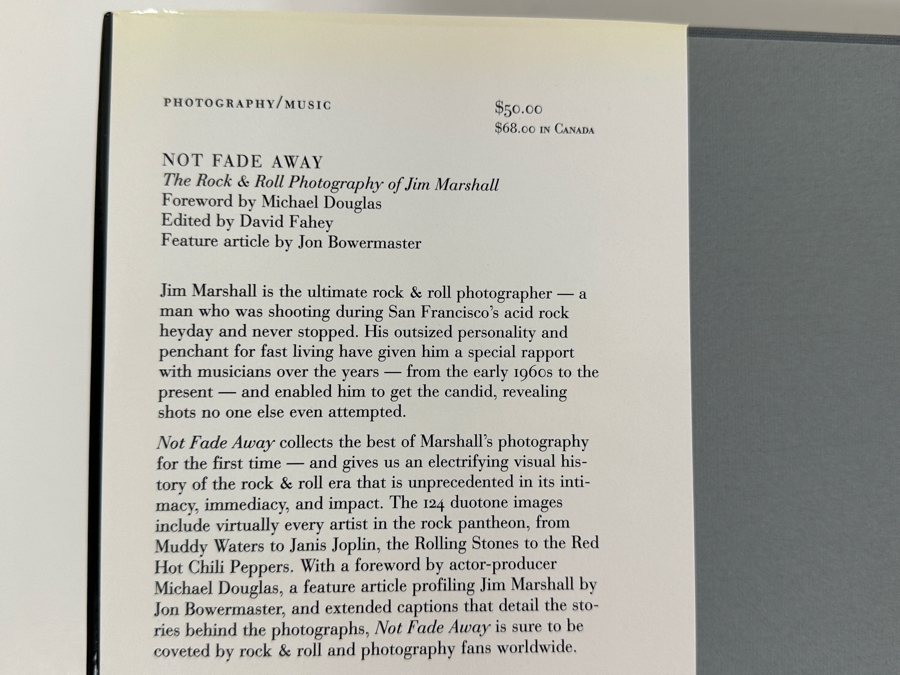 PHOTOGRAPHY/MUSIC
$50.00
$68.00 IN CANADA
NOT FADE AWAY
The Rock & Roll Photography of Jim Marshall
Foreword by Michael Douglas
Edited by David Fahey
Feature article by Jon Bowermaster
Jim Marshall is the ultimate rock & roll photographer — a
man who was shooting during San Francisco's acid rock
heyday and never stopped. His outsized personality and
penchant for fast living have given him a special rapport
with musicians over the years — from the early 1960s to the
present — and enabled him to get the candid, revealing
shots no one else even attempted.
Not Fade Away collects the best of Marshall's photography
for the first time — and gives us an electrifying visual his-
tory of the rock & roll era that is unprecedented in its inti-
macy, immediacy, and impact. The 124 duotone images
include virtually every artist in the rock pantheon, from
Muddy Waters to Janis Joplin, the Rolling Stones to the Red
Hot Chili Peppers. With a foreword by actor-producer
Michael Douglas, a feature article profiling Jim Marshall by
Jon Bowermaster, and extended captions that detail the sto-
ries behind the photographs, Not Fade Away is sure to be
coveted by rock & roll and photography fans worldwide.